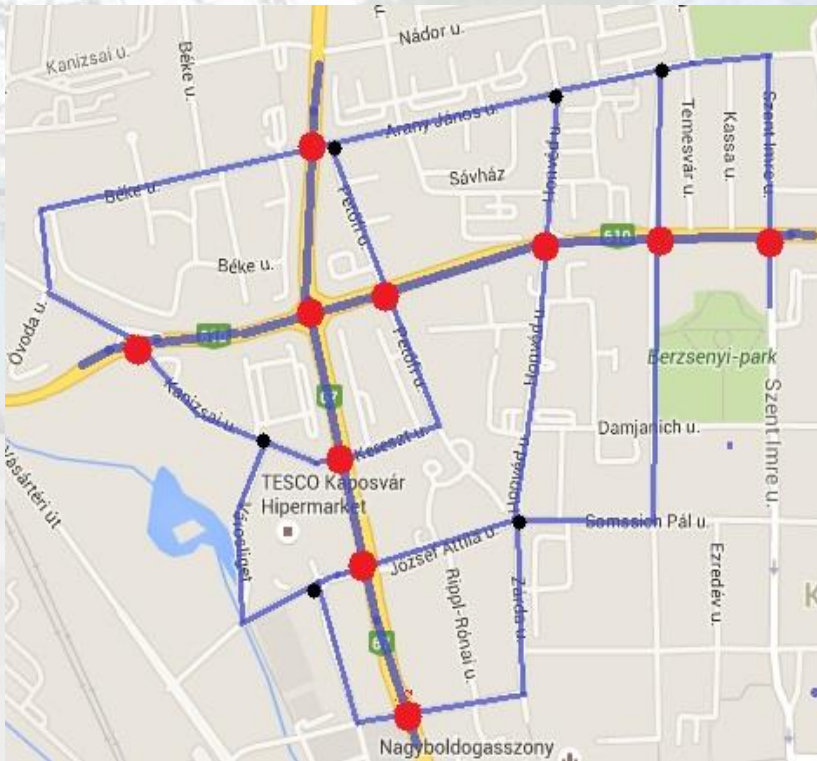 Nádor u.
Kanizsai u.
Béke u.
Arany János u.
Szent Imre u.
Temesvár u.
Kassa u.
Honvéd u.
Sávház
Béke u.
Petőfi u.
610
Béke u.
Óvoda u.
610
Petőfi u.
Honvéd u.
Berzsenyi-park
Kanizsai u.
67
Szent Imre u.
Damjanich u.
Kereszt u.
Honvéd u.
Vásártéri út
TESCO Kaposvár
Hipermarket
Városliget
József Attila u.
Somssich Pál u.
Rippl-Rónai u.
Zárda u.
Ezredév u.
K
67
Nagyboldogasszony